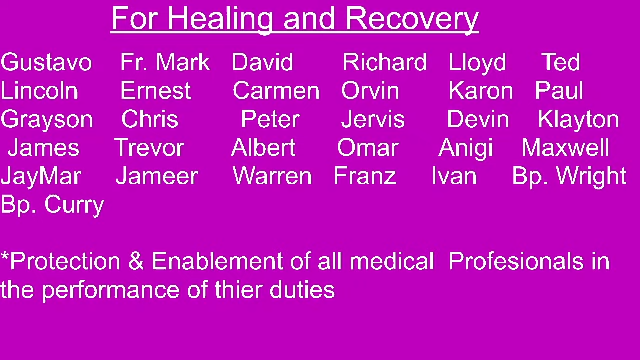 For Healing and Recovery
Gustavo Fr. Mark David Richard Lloyd Ted
Lincoln Ernest Carmen Orvin Karon Paul
Grayson Chris Peter Jervis Devin Klayton
James Trevor Albert Omar Anigi Maxwell
JayMar Jameer Warren Franz Ivan Bp. Wright
Bp. Curry
*Protection & Enablement of all medical Profesionals in
the performance of thier duties